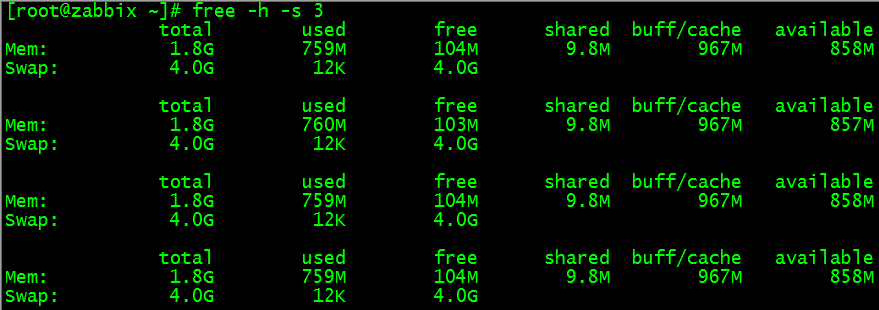 [root@zabbix ~]# free -h -s 3
              total        used        free      shared  buff/cache   available
Mem:           1.8G        759M        104M        9.8M        967M        858M
Swap:          4.0G         12K        4.0G

              total        used        free      shared  buff/cache   available
Mem:           1.8G        760M        103M        9.8M        967M        857M
Swap:          4.0G         12K        4.0G

              total        used        free      shared  buff/cache   available
Mem:           1.8G        759M        104M        9.8M        967M        858M
Swap:          4.0G         12K        4.0G

              total        used        free      shared  buff/cache   available
Mem:           1.8G        759M        104M        9.8M        967M        858M
Swap:          4.0G         12K        4.0G